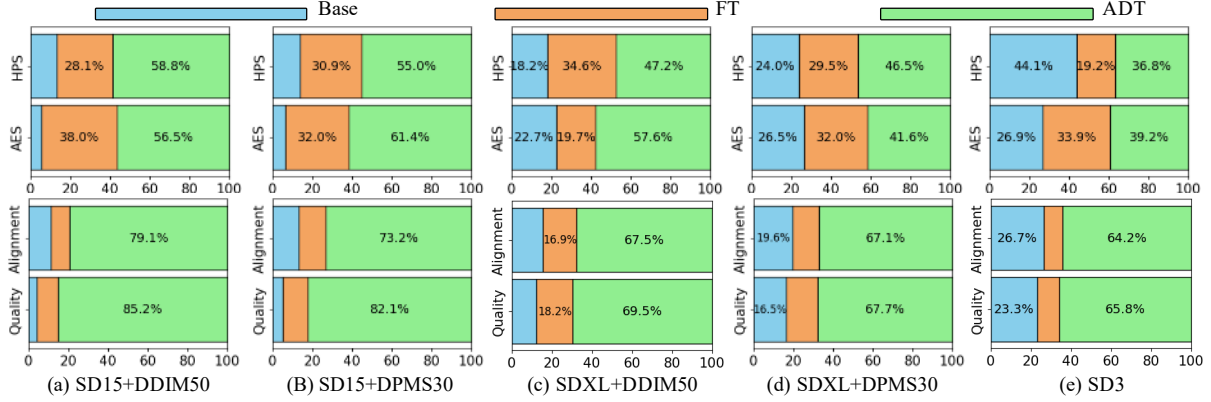 Base FT ADT
HPS 28.1% 58.8% HPS 30.9% 55.0% HPS 18.2% 34.6% 47.2% HPS 24.0% 29.5% 46.5% HPS 44.1% 19.2% 36.8%
AES 38.0% 56.5% AES 32.0% 61.4% AES 22.7% 19.7% 57.6% AES 26.5% 32.0% 41.6% AES 26.9% 33.9% 39.2%
0 20 40 60 80 100 0 20 40 60 80 100 0 20 40 60 80 100 0 20 40 60 80 100 0 20 40 60 80 100
Alignment 79.1% Alignment 73.2% Alignment 16.9% 67.5% Alignment 19.6% 67.1% Alignment 26.7% 64.2%
Quality 85.2% Quality 82.1% Quality 18.2% 69.5% Quality 16.5% 67.7% Quality 23.3% 65.8%
0 20 40 60 80 100 0 20 40 60 80 100 0 20 40 60 80 100 0 20 40 60 80 100 0 20 40 60 80 100
(a) SD15+DDIM50 (B) SD15+DPMS30 (c) SDXL+DDIM50 (d) SDXL+DPMS30 (e) SD3